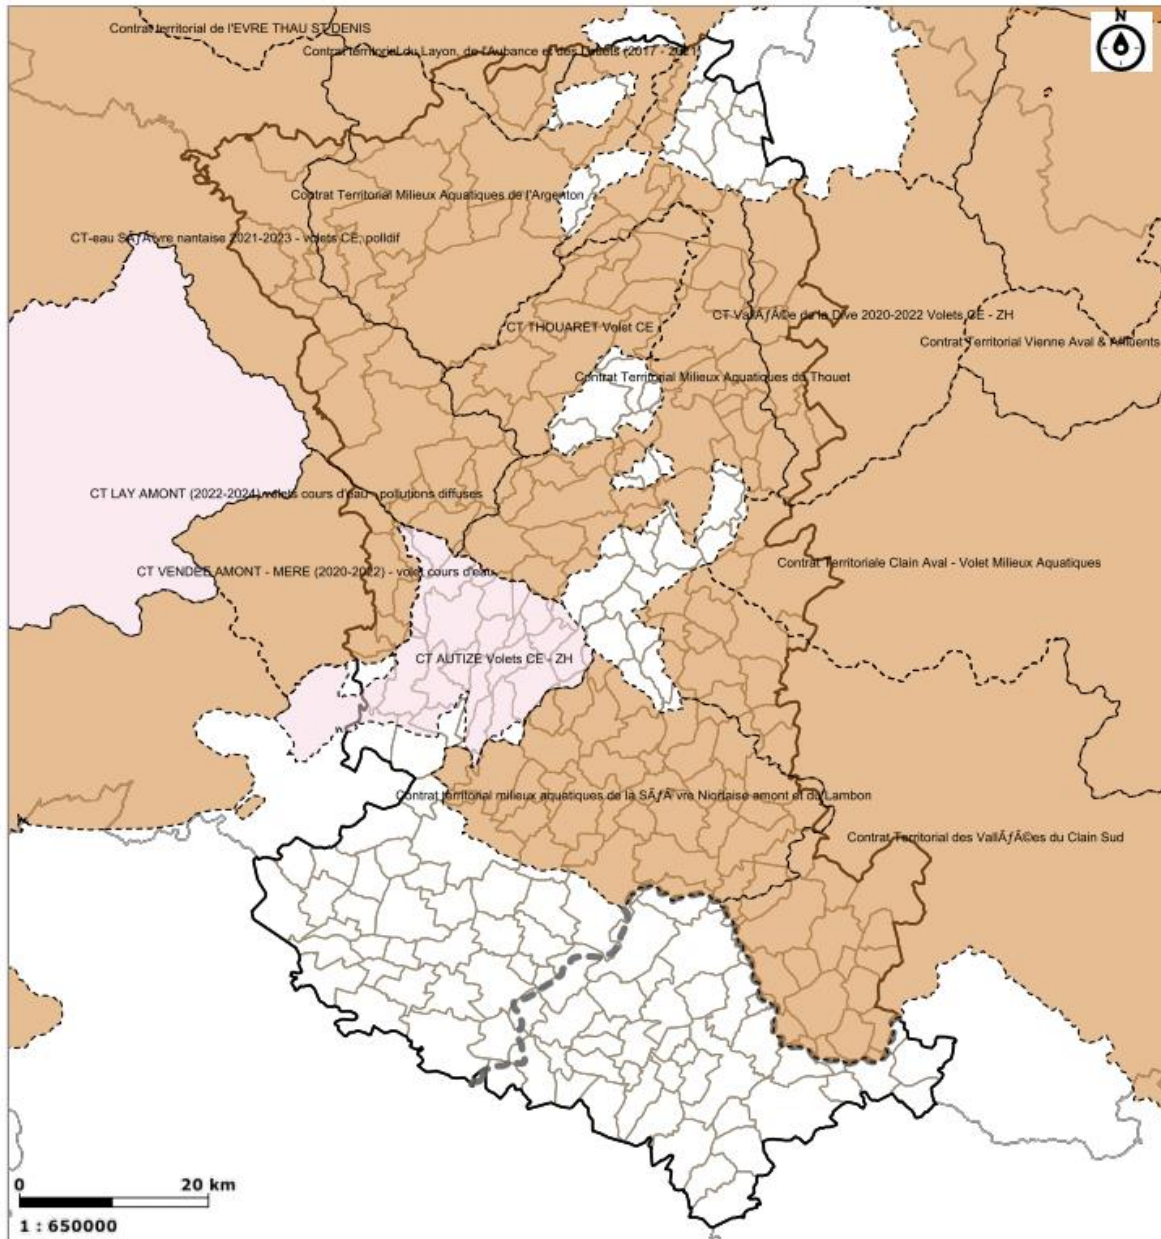 N
Contrat territorial de l'EVRE THAU ST DENIS
Contrat territorial du Layon, de l'Aubance et des Louets (2017 - 2021)
Contrat Territorial Milieux Aquatiques de l'Argenton
CT-eau SÃƒÂ¨vre nantaise 2021-2023 - volets CE, polldif
CT VallÃƒÂ©e de la Dive 2020-2022 Volets CE - ZH
CT THOUARET Volet CE
Contrat Territorial Vienne Aval & Affluents
Contrat Territorial Milieux Aquatiques du Thouet
CT LAY AMONT (2022-2024) volets cours d'eau - pollutions diffuses
Contrat Territoriale Clain Aval - Volet Milieux Aquatiques
CT VENDEE AMONT - MERE (2020-2022) - volet cours d'eau
CT AUTIZE Volets CE - ZH
Contrat territorial milieux aquatiques de la SÃƒÂ¨vre Niortaise amont et du Lambon
Contrat Territorial des VallÃƒÂ©es du Clain Sud
0 20 km
1 : 650000